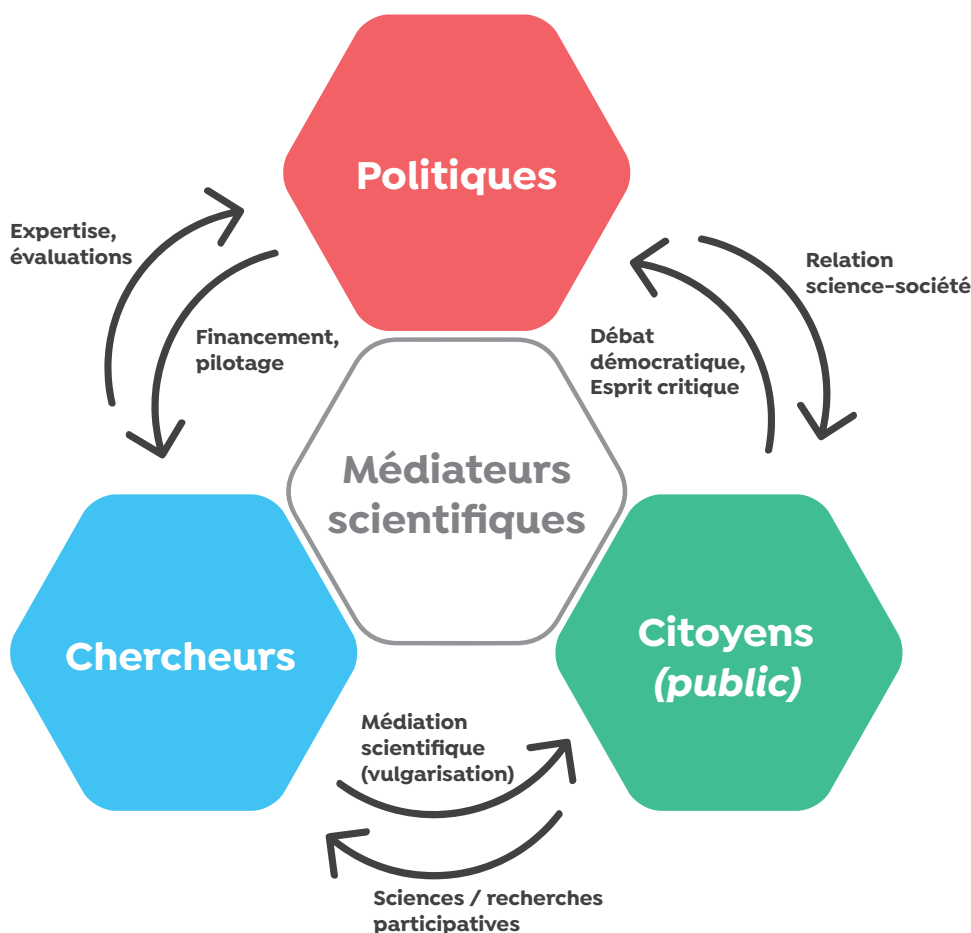 Politiques
Expertise,
évaluations
Financement,
pilotage
Relation
science-société
Débat
démocratique,
Esprit critique
Médiateurs
scientifiques
Chercheurs
Citoyens
(public)
Médiation
scientifique
(vulgarisation)
Sciences / recherches
participatives